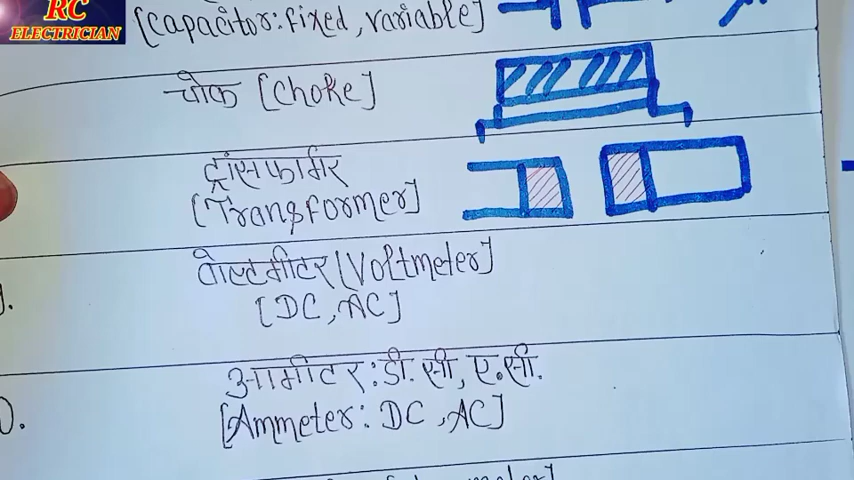 RC
ELECTRICIAN
[Capacitor: fixed, variable]
चोक [Choke]
ट्रांसफार्मर
[Transformer]
वोल्टमीटर [Voltmeter]
[DC, AC]
आमीटर: डी. सी, ए.सी.
[Ammeter: DC, AC]